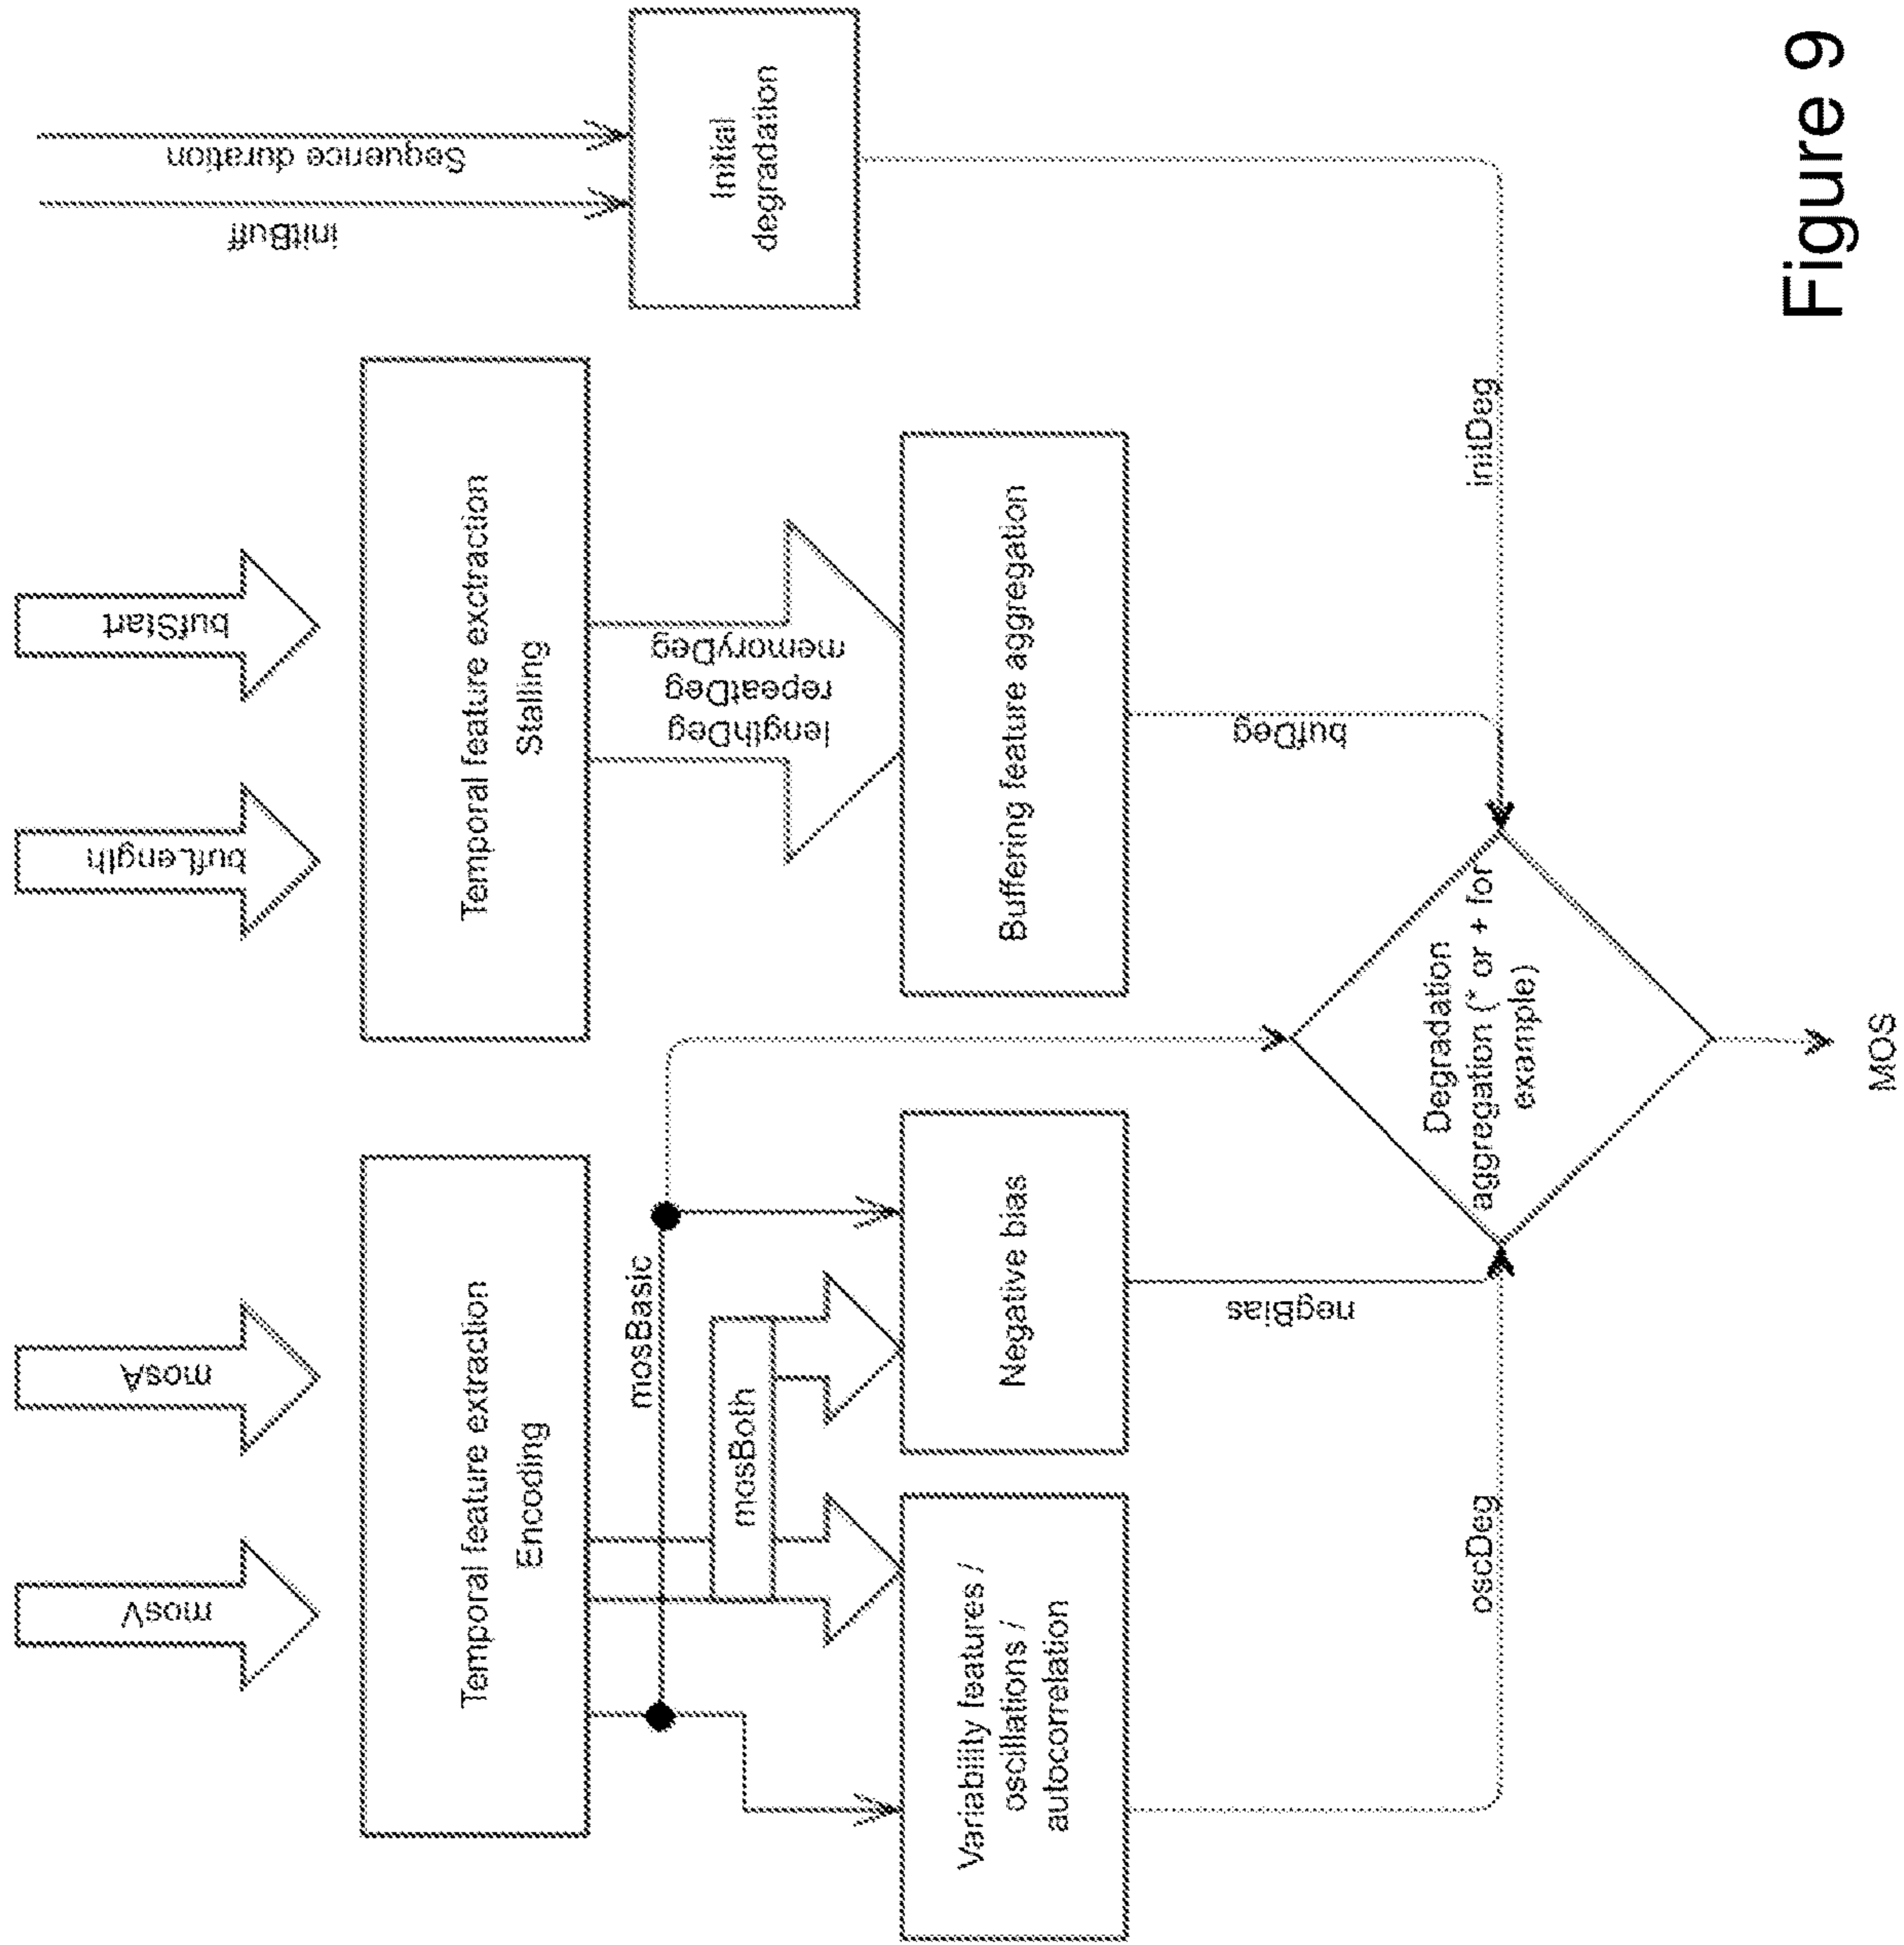 mosV
mosA
bufLength
bufStart
initBuff
Sequence duration
Temporal feature extraction
Encoding
Temporal feature exctraction
Stalling
Initial
degradation
mosBasic
mosBoth
lengthDeg
repeatDeg
memoryDeg
Variability features /
oscillations /
autocorrelation
Negative bias
Buffering feature aggregation
negBias
bufDeg
oscDeg
initDeg
Degradation
aggregation (* or + for
example)
MOS
Figure 9